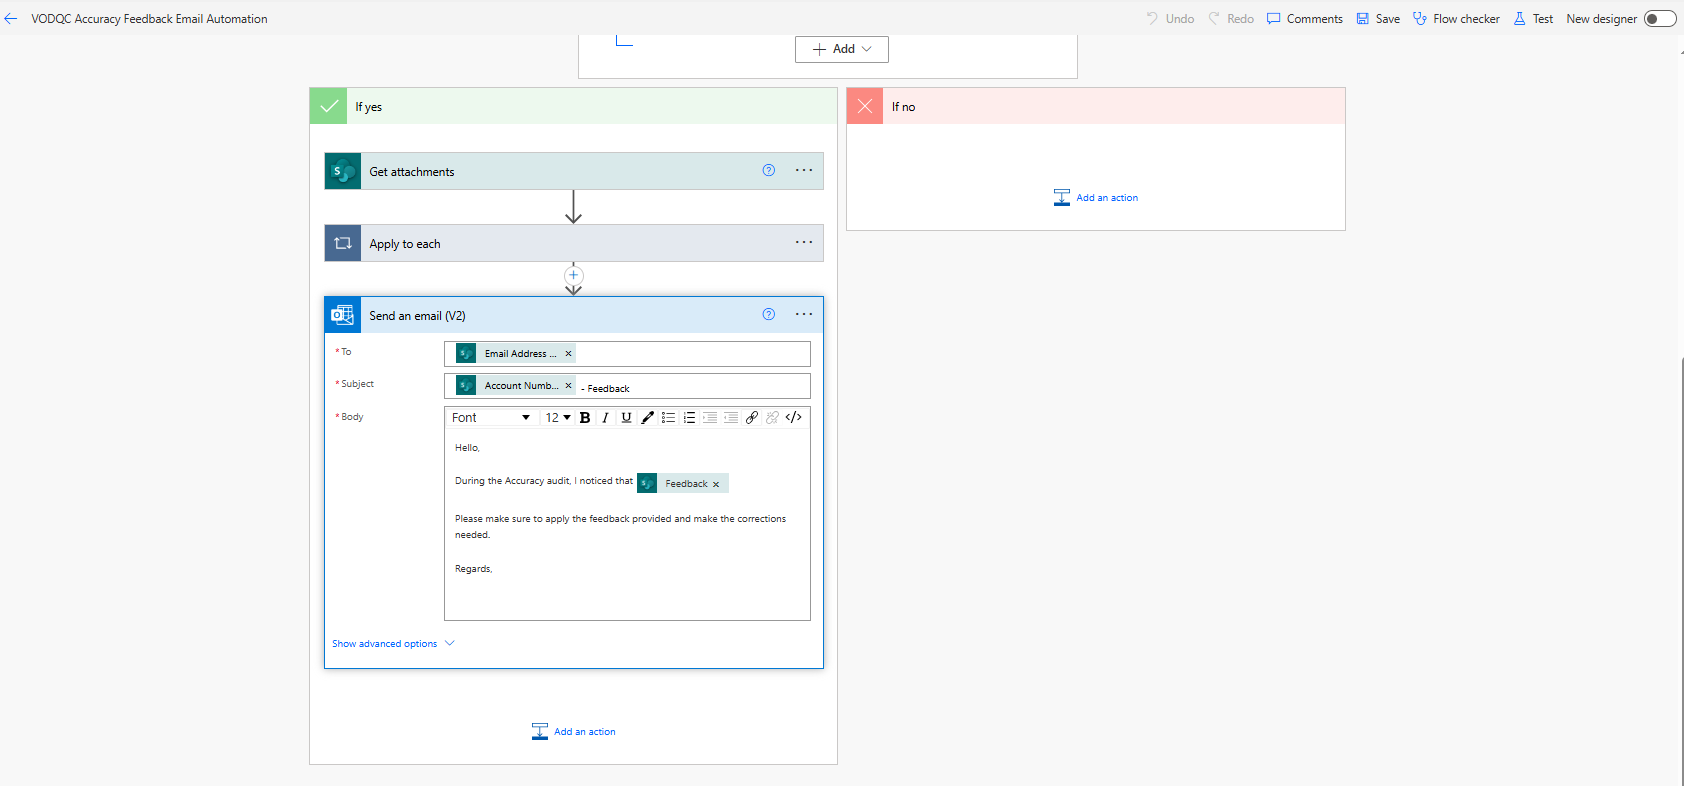 VODQC Accuracy Feedback Email Automation
Undo
Redo
Comments
Save
Flow checker
Test
New designer
Add
If yes
If no
Get attachments
Add an action
Apply to each
Send an email (V2)
* To
Email Address ...
* Subject
Account Numb... - Feedback
* Body
Font
12
B I U </>
Hello,
During the Accuracy audit, I noticed that Feedback
Please make sure to apply the feedback provided and make the corrections
needed.
Regards,
Show advanced options
Add an action